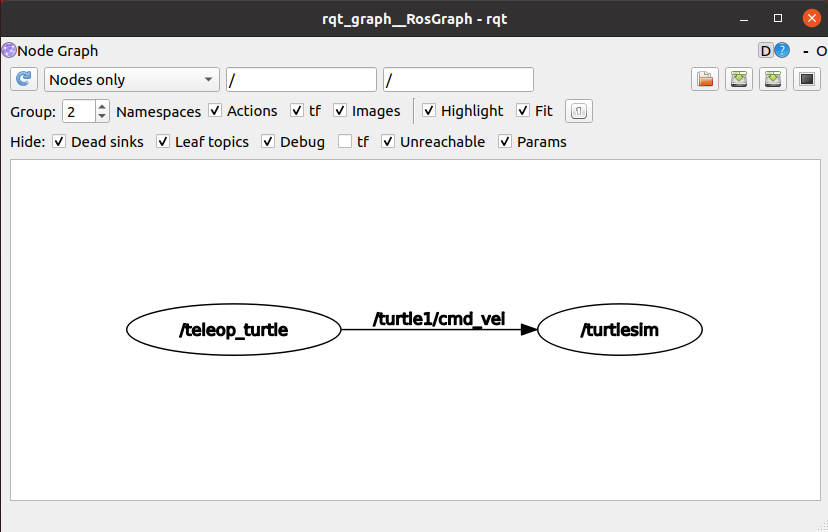 rqt_graph__RosGraph - rqt
Node Graph D ? - O
Nodes only / /
Group: 2 Namespaces Actions tf Images Highlight Fit
Hide: Dead sinks Leaf topics Debug tf Unreachable Params
/teleop_turtle /turtle1/cmd_vel /turtlesim